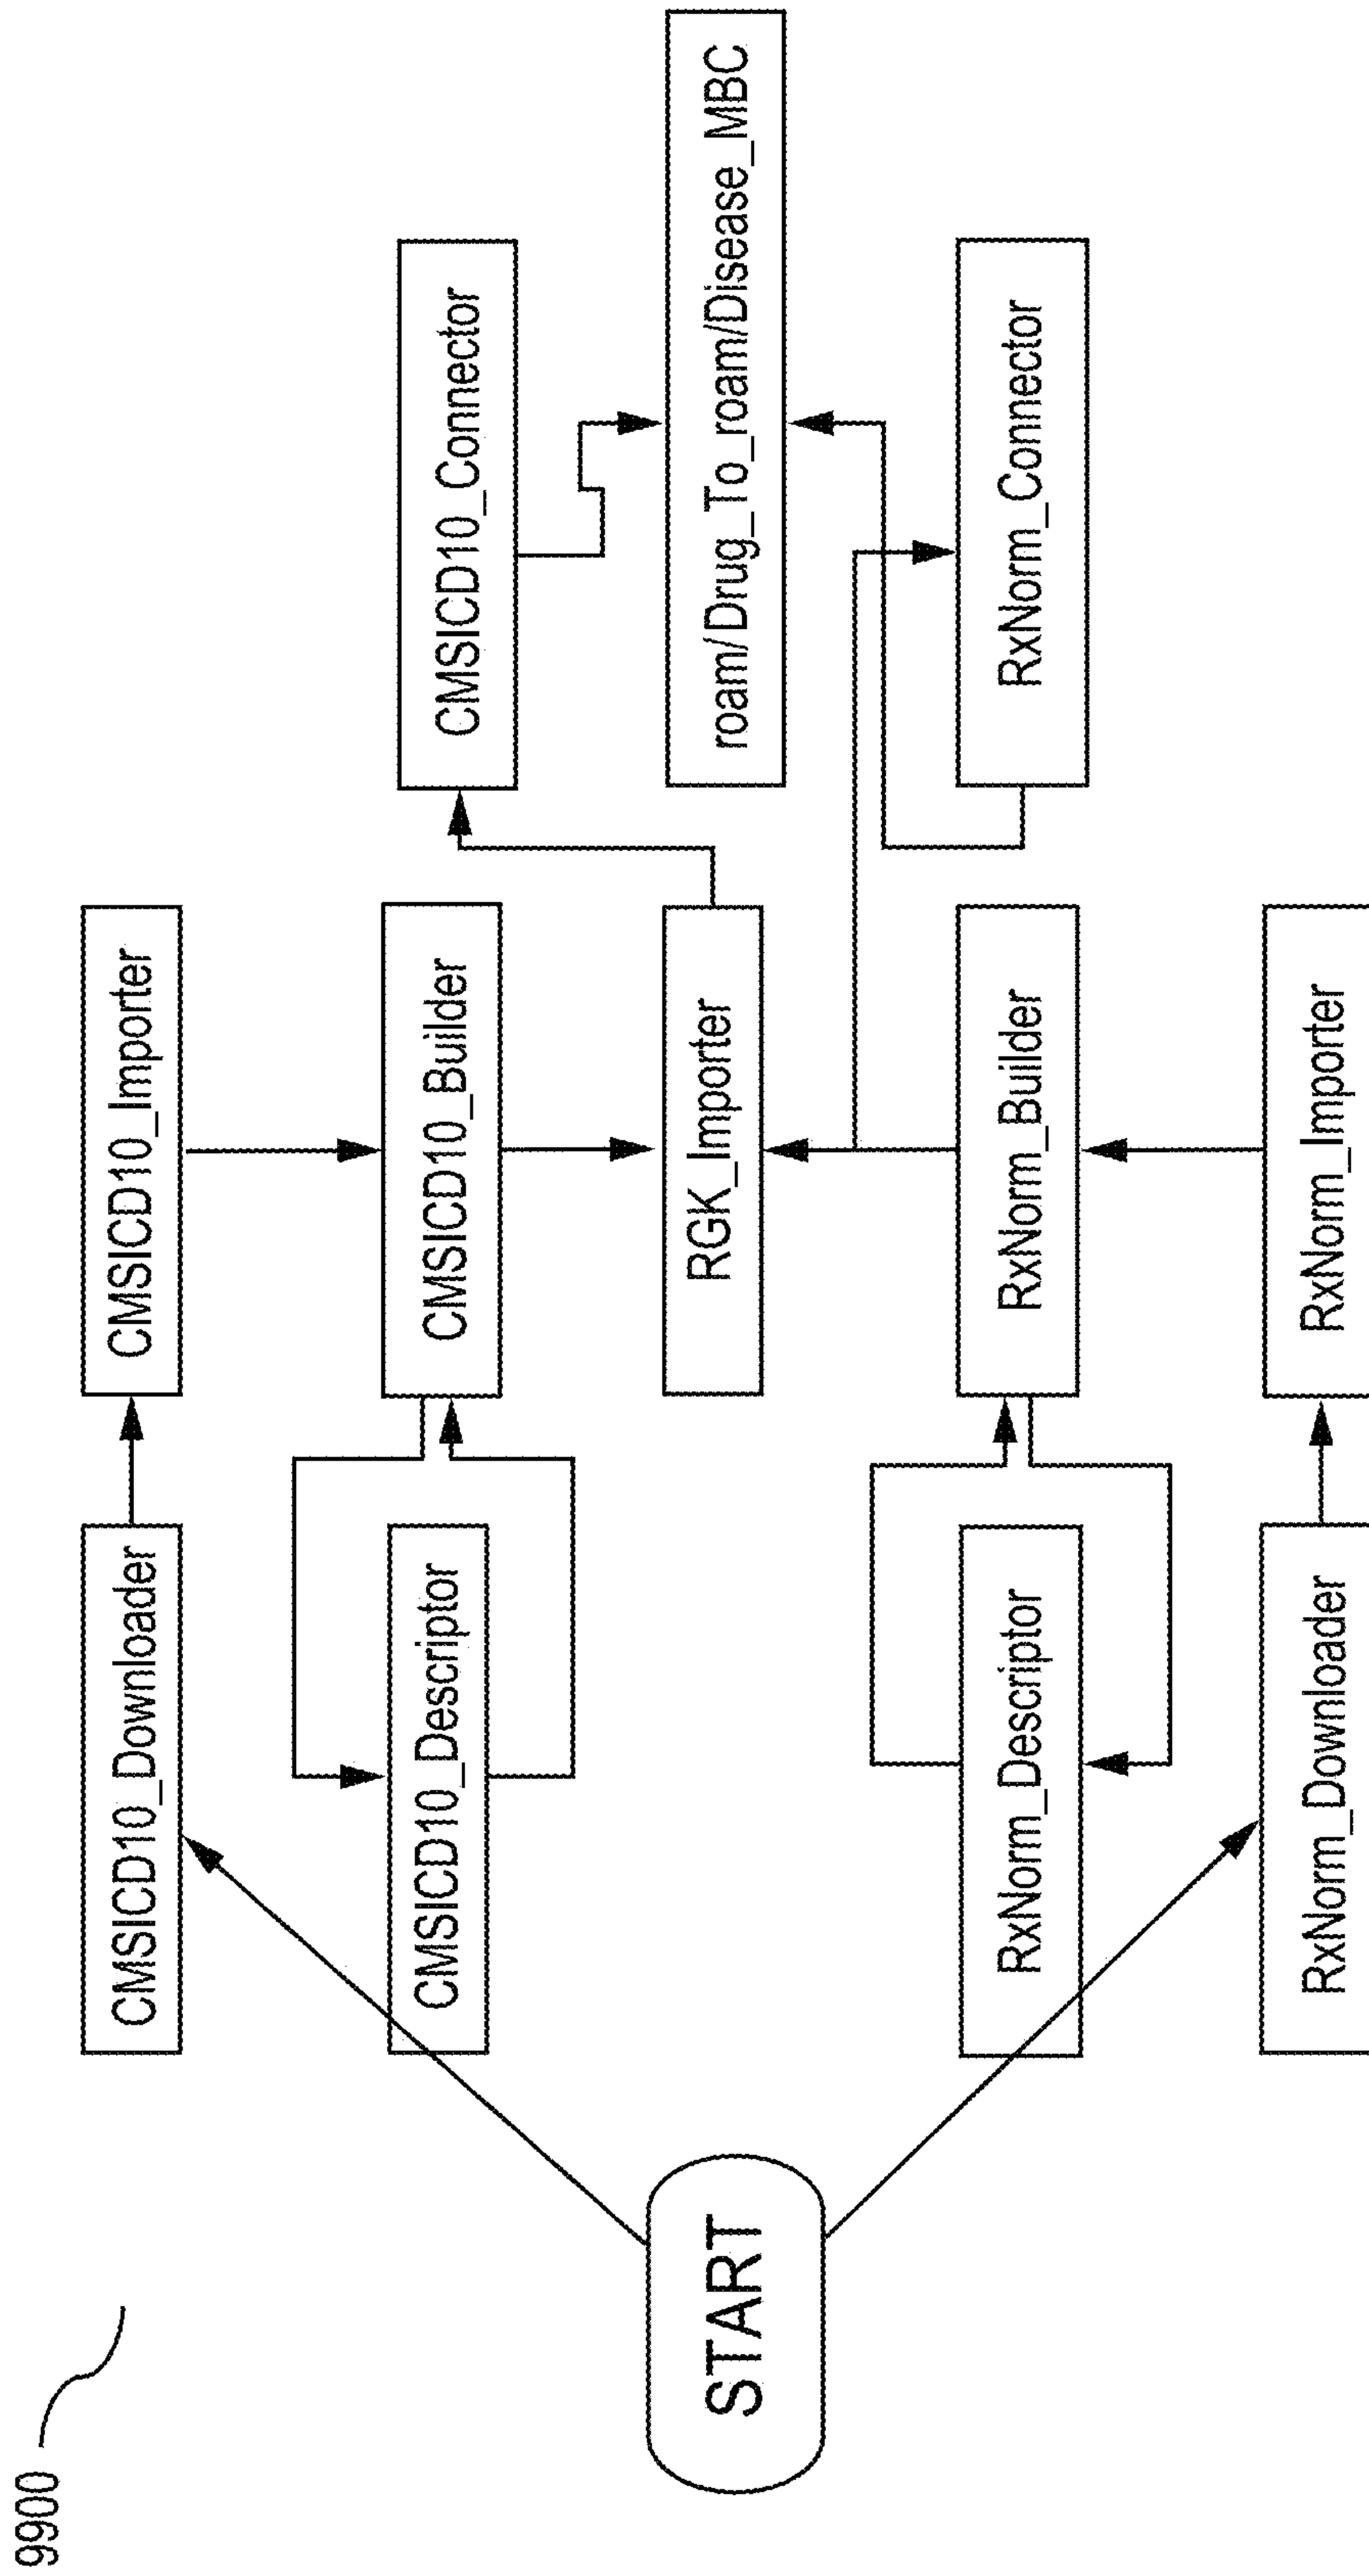 9900
START
CMSICD10_Downloader
CMSICD10_Importer
CMSICD10_Descriptor
CMSICD10_Builder
CMSICD10_Connector
RGK_Importer
roam/Drug_To_roam/Disease_MBC
RxNorm_Descriptor
RxNorm_Builder
RxNorm_Connector
RxNorm_Downloader
RxNorm_Importer